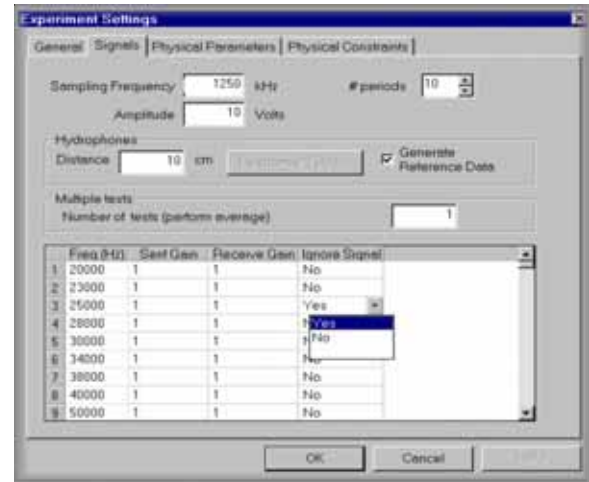 Experiment Settings
General Signals Physical Parameters Physical Constraints
Sampling Frequency 1250 kHz # periods 10
Amplitude 10 Volts
Hydrophones
Distance 10 cm Generate Reference Data
Multiple tests
Number of tests (perform average) 1
Freq.(Hz) Sent Gain Receive Gain Ignore Signal
1 20000 1 1 No
2 23000 1 1 No
3 25000 1 1 Yes
4 28000 1 1 Yes
5 30000 1 1 No
6 34000 1 1 No
7 38000 1 1 No
8 40000 1 1 No
9 50000 1 1 No
OK Cancel